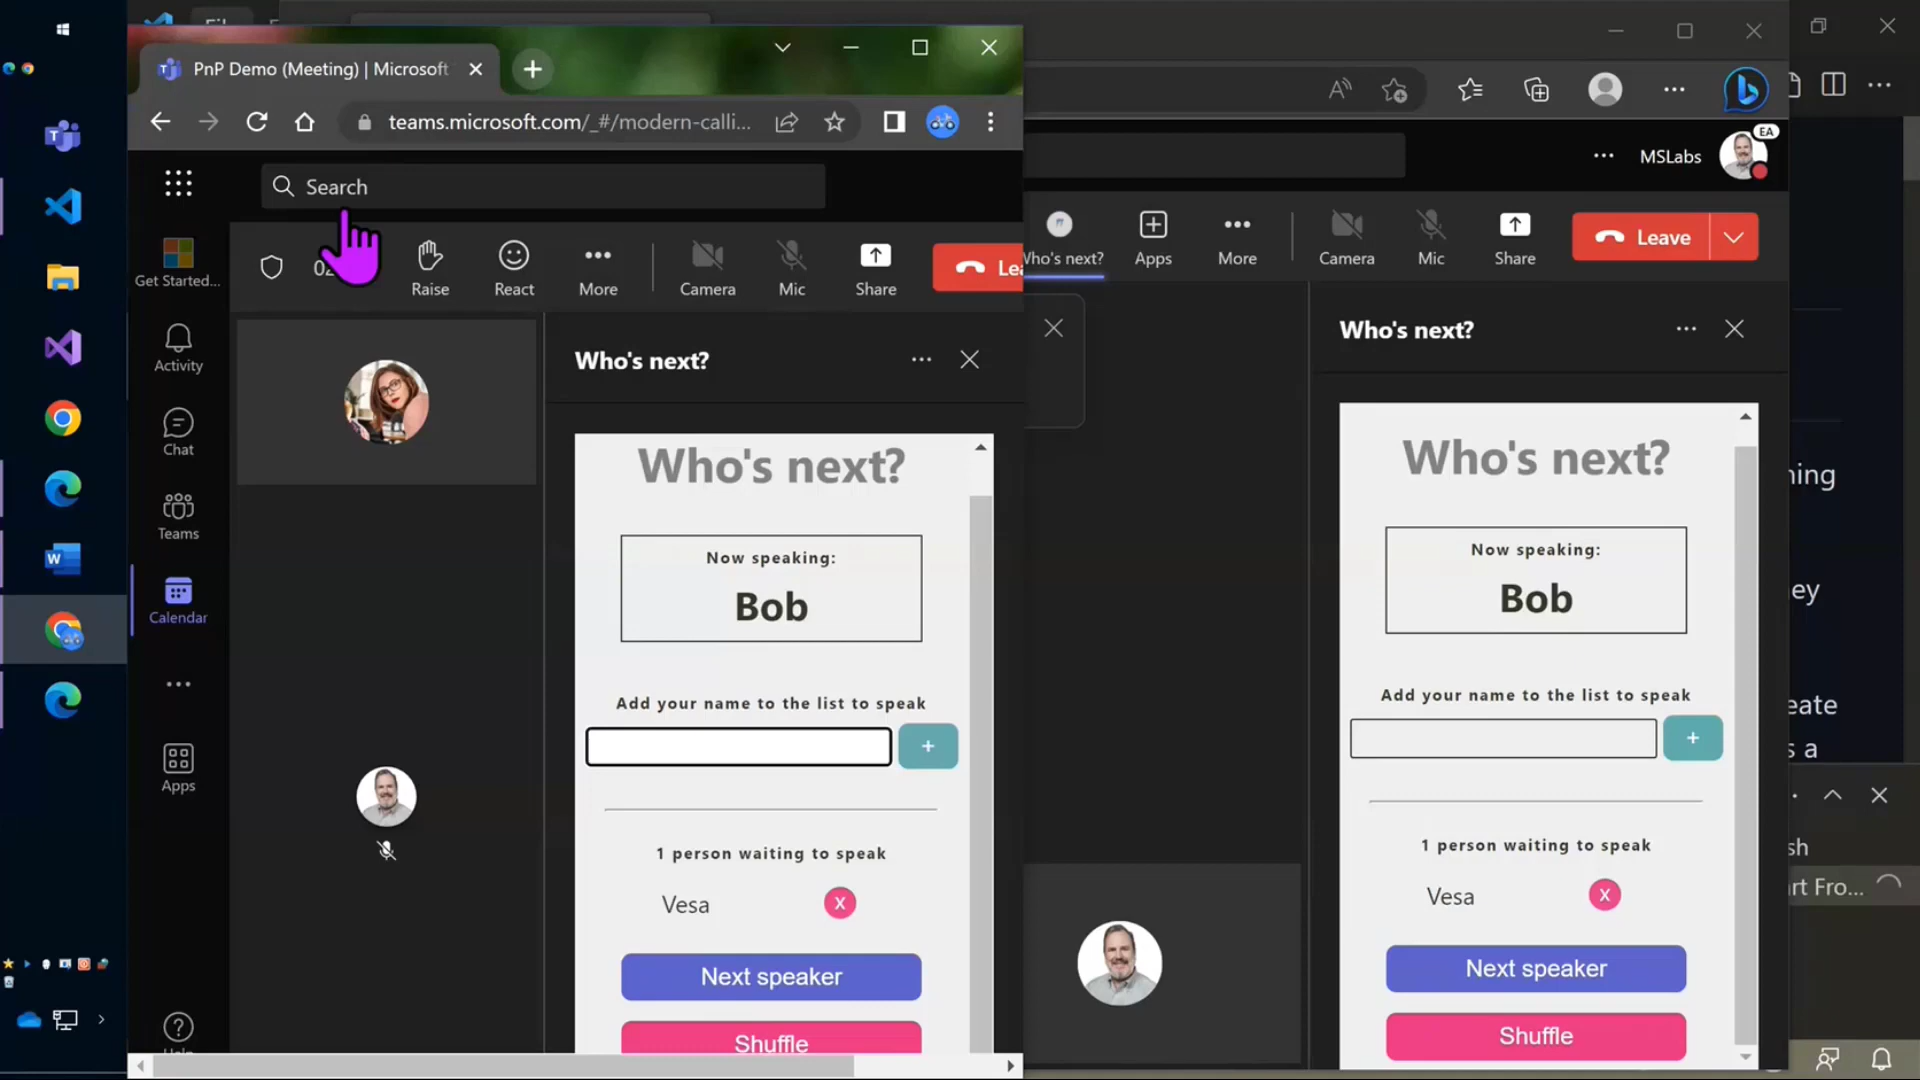 PnP Demo (Meeting) | Microsoft
teams.microsoft.com/_#/modern-calli...
Search
MSLabs
EA
Get Started...
Activity
Chat
Teams
Calendar
Apps
Raise
React
More
Camera
Mic
Share
Who's next?
Who's next?
Now speaking:
Bob
Add your name to the list to speak
+
1 person waiting to speak
Vesa
X
Next speaker
Shuffle
Who's next?
Apps
More
Camera
Mic
Share
Leave
Who's next?
Who's next?
Now speaking:
Bob
Add your name to the list to speak
+
1 person waiting to speak
Vesa
X
Next speaker
Shuffle